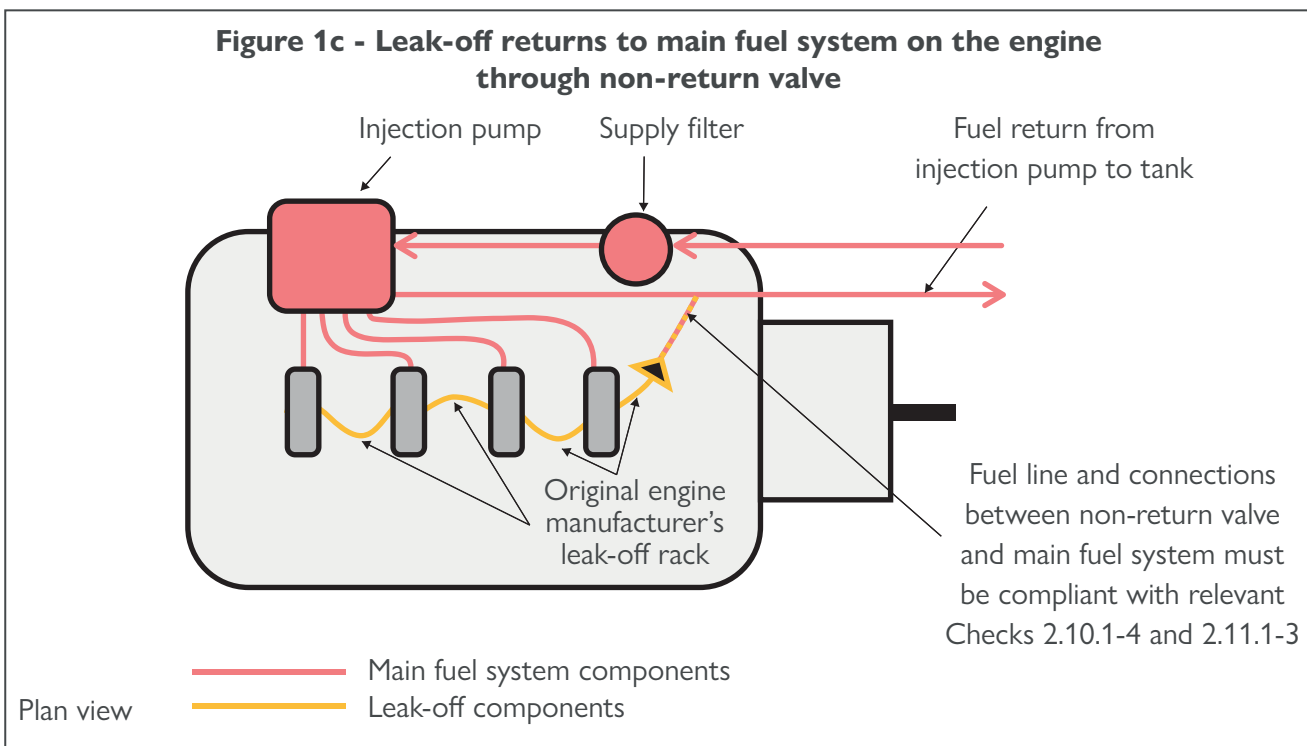 Figure 1c - Leak-off returns to main fuel system on the engine
through non-return valve
Injection pump
Supply filter
Fuel return from
injection pump to tank
Original engine
manufacturer’s
leak-off rack
Fuel line and connections
between non-return valve
and main fuel system must
be compliant with relevant
Checks 2.10.1-4 and 2.11.1-3
Main fuel system components
Leak-off components
Plan view